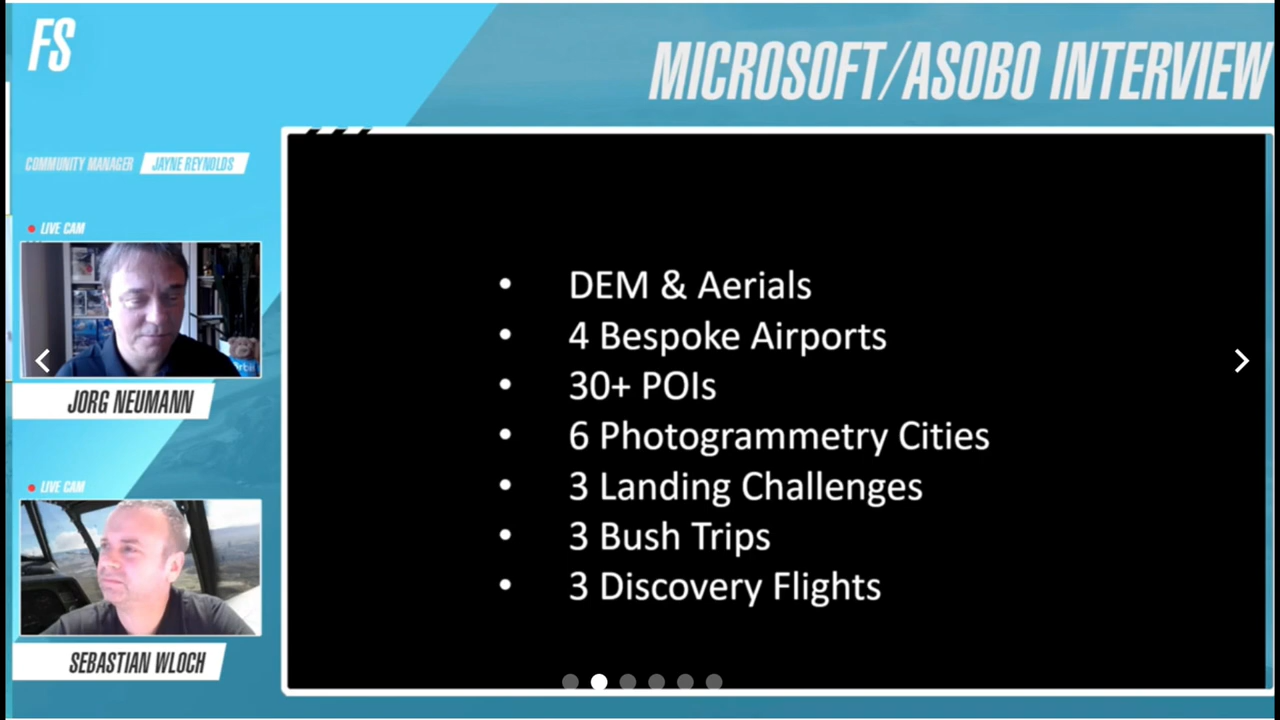 FS
MICROSOFT/ASOBO INTERVIEW
COMMUNITY MANAGER JAYNE REYNOLDS
LIVE CAM
JORG NEUMANN
LIVE CAM
SEBASTIAN WLOCH
• DEM & Aerials
• 4 Bespoke Airports
• 30+ POIs
• 6 Photogrammetry Cities
• 3 Landing Challenges
• 3 Bush Trips
• 3 Discovery Flights